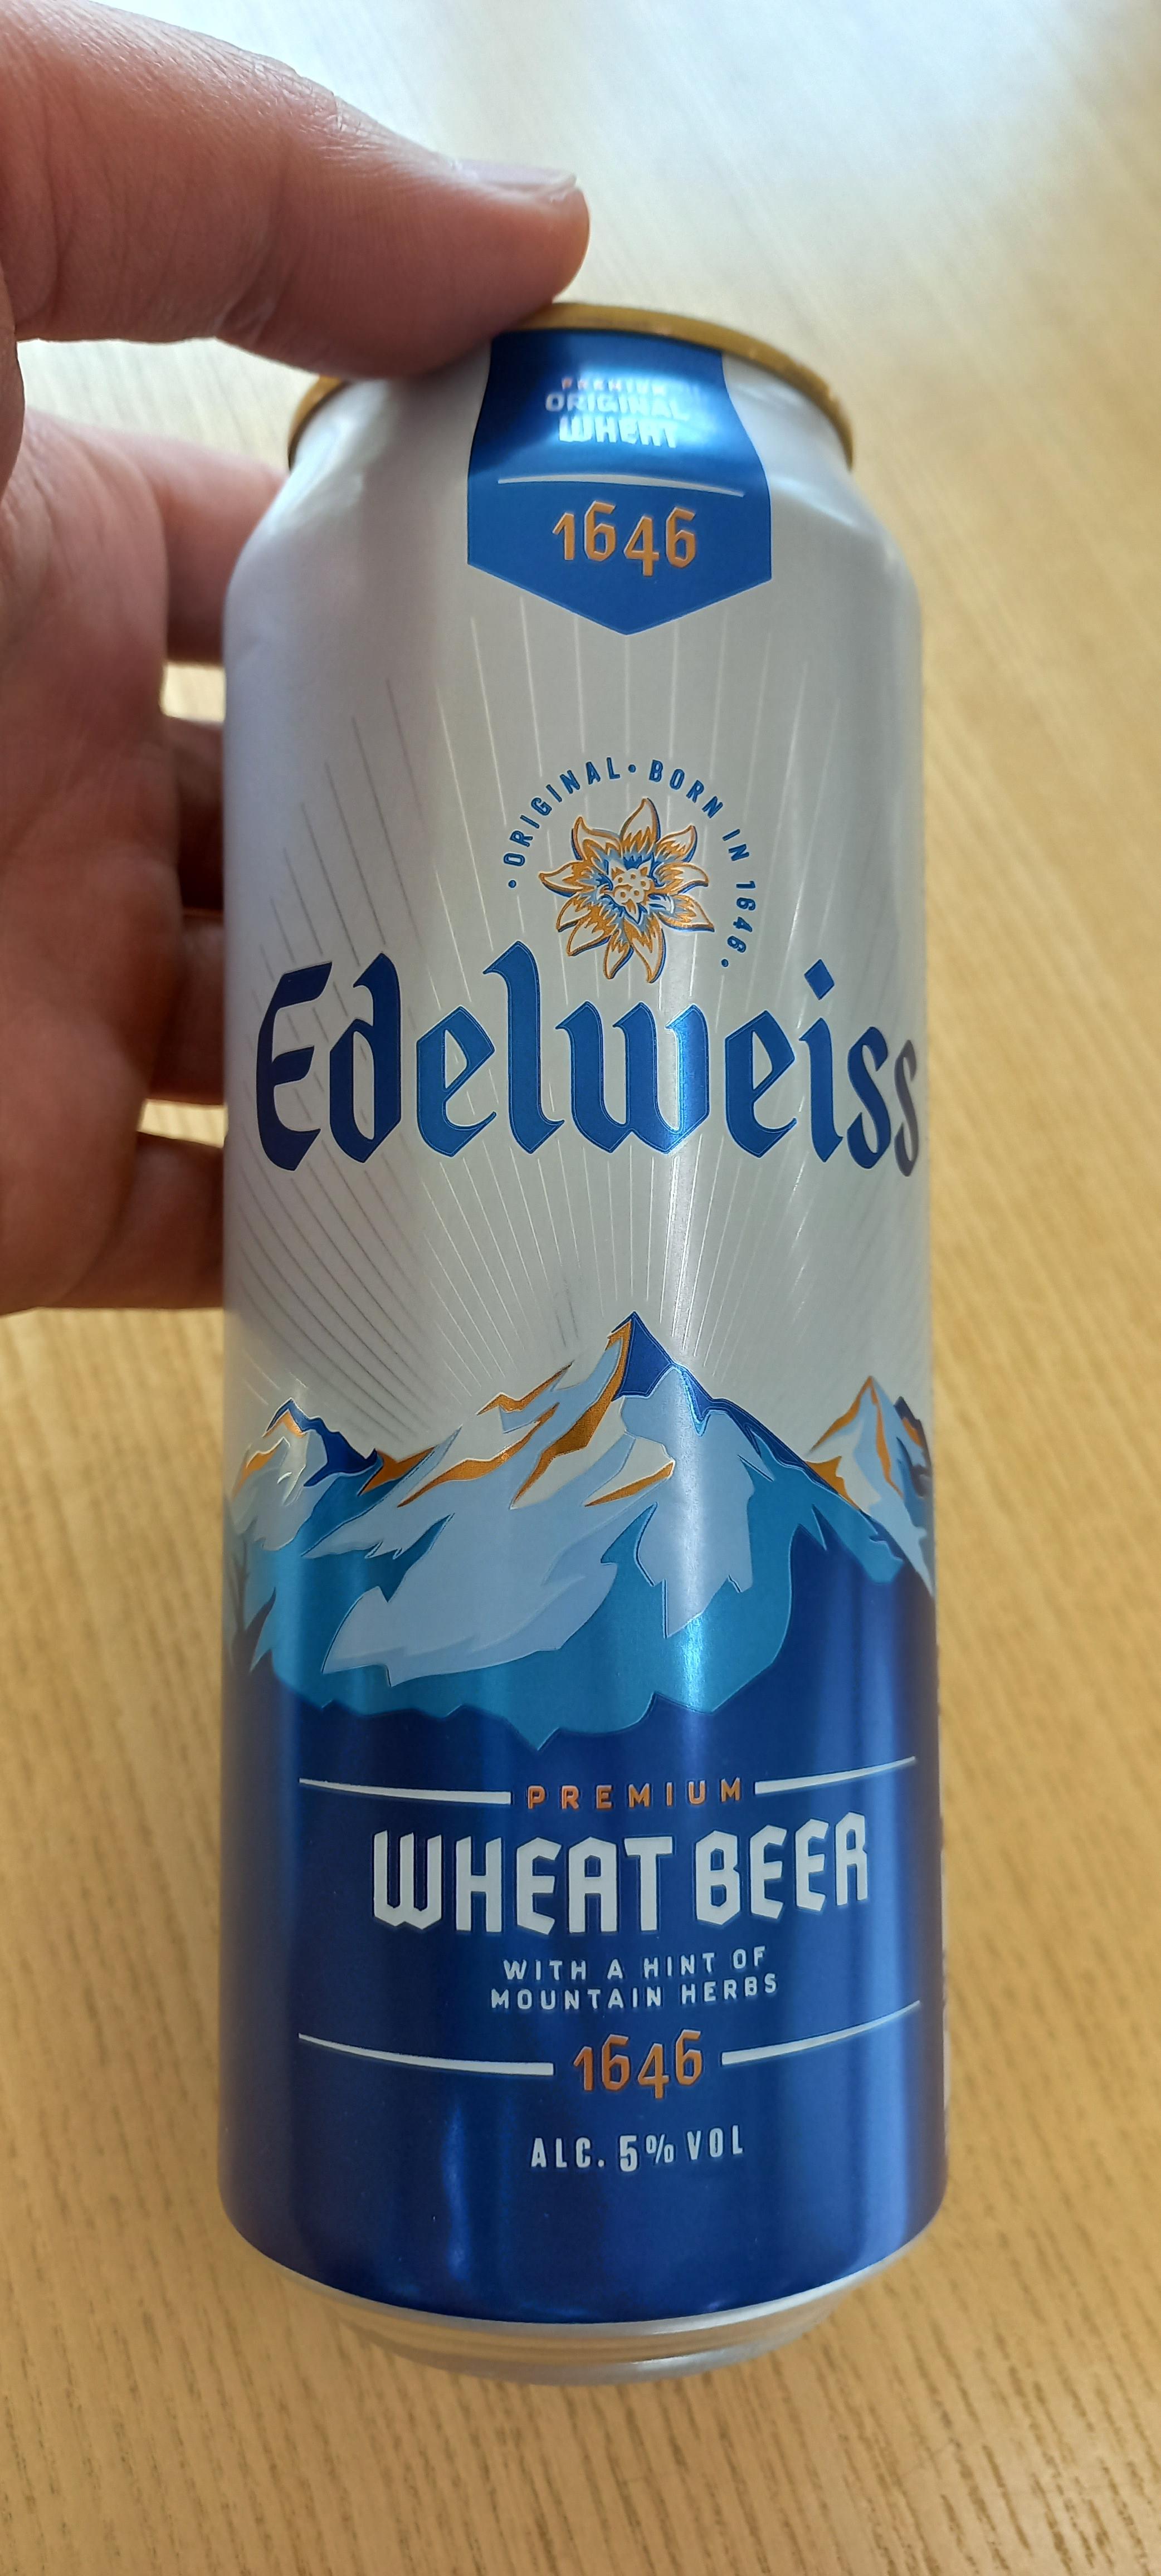 PREMIUM
ORIGINAL
WHEAT
1646
• ORIGINAL • BORN IN 1646 •
Edelweiss
PREMIUM
WHEAT BEER
WITH A HINT OF
MOUNTAIN HERBS
1646
ALC. 5% VOL